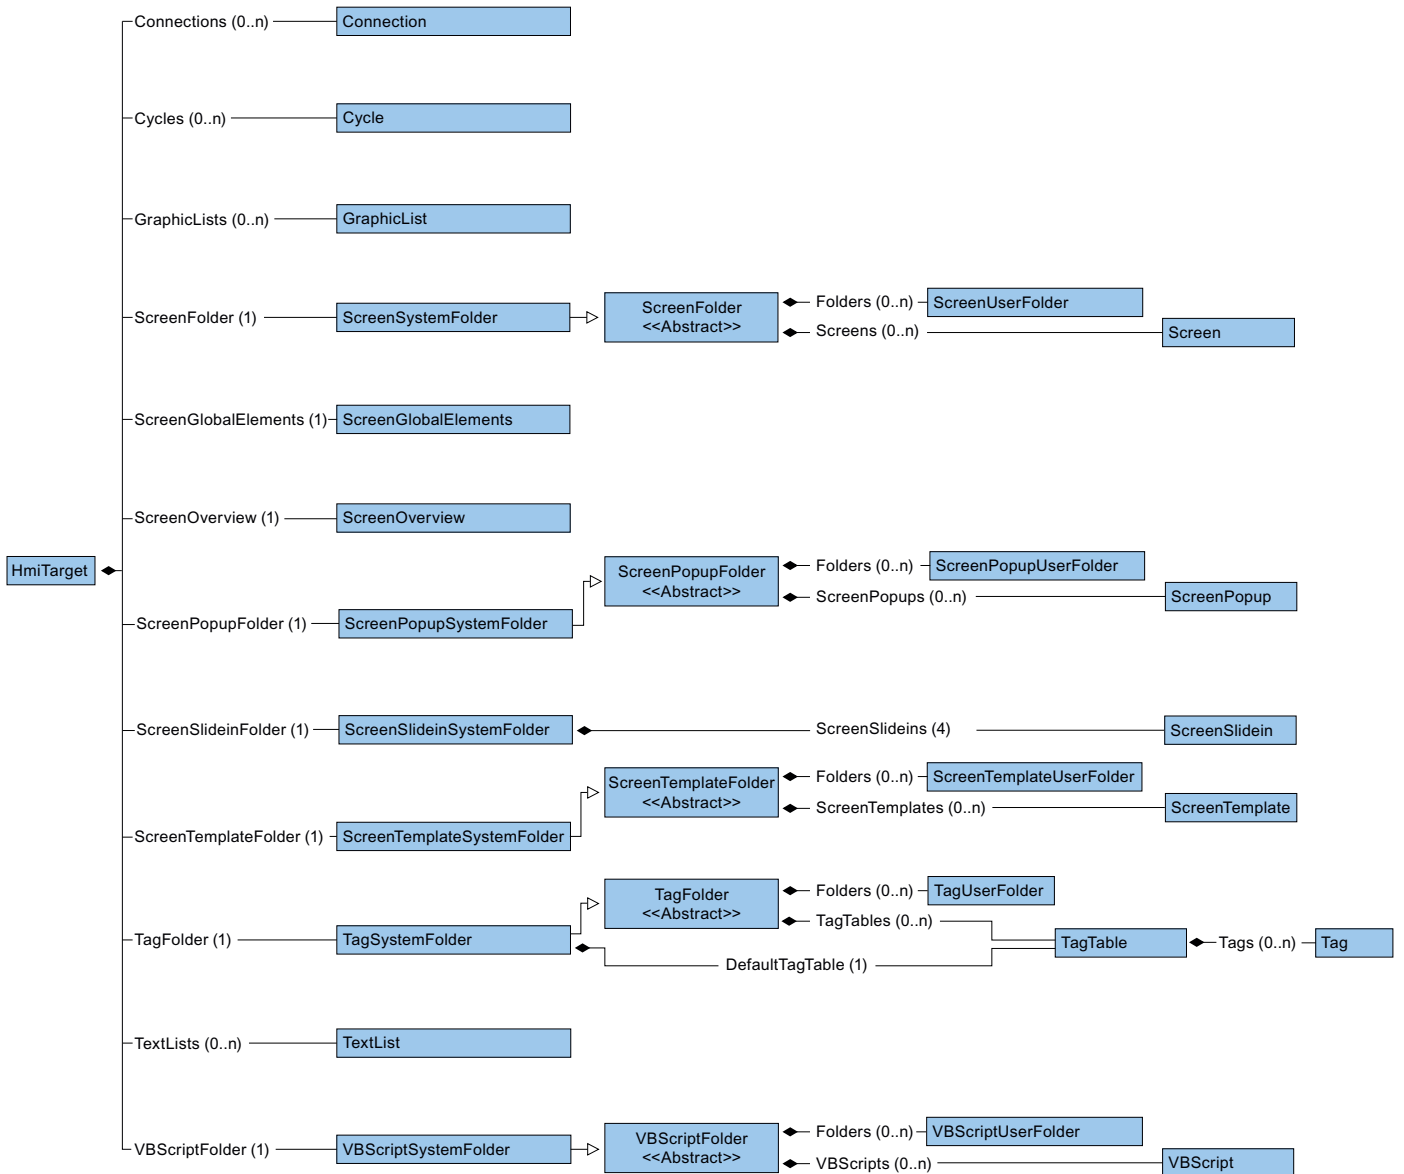 Connections (0..n)
Connection
Cycles (0..n)
Cycle
GraphicLists (0..n)
GraphicList
ScreenFolder (1)
ScreenSystemFolder
ScreenFolder
<<Abstract>>
Folders (0..n)
ScreenUserFolder
Screens (0..n)
Screen
ScreenGlobalElements (1)
ScreenGlobalElements
ScreenOverview (1)
ScreenOverview
HmiTarget
ScreenPopupFolder (1)
ScreenPopupSystemFolder
ScreenPopupFolder
<<Abstract>>
Folders (0..n)
ScreenPopupUserFolder
ScreenPopups (0..n)
ScreenPopup
ScreenSlideinFolder (1)
ScreenSlideinSystemFolder
ScreenSlideins (4)
ScreenSlidein
ScreenTemplateFolder (1)
ScreenTemplateSystemFolder
ScreenTemplateFolder
<<Abstract>>
Folders (0..n)
ScreenTemplateUserFolder
ScreenTemplates (0..n)
ScreenTemplate
TagFolder (1)
TagSystemFolder
TagFolder
<<Abstract>>
Folders (0..n)
TagUserFolder
TagTables (0..n)
DefaultTagTable (1)
TagTable
Tags (0..n)
Tag
TextLists (0..n)
TextList
VBScriptFolder (1)
VBScriptSystemFolder
VBScriptFolder
<<Abstract>>
Folders (0..n)
VBScriptUserFolder
VBScripts (0..n)
VBScript